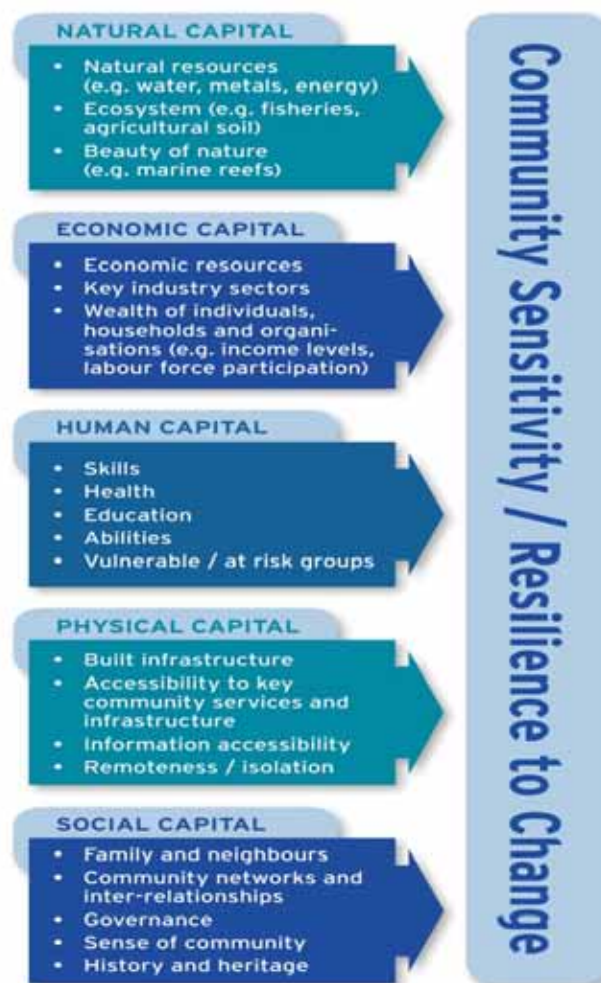 NATURAL CAPITAL
• Natural resources
(e.g. water, metals, energy)
• Ecosystem (e.g. fisheries,
agricultural soil)
• Beauty of nature
(e.g. marine reefs)
ECONOMIC CAPITAL
• Economic resources
• Key industry sectors
• Wealth of individuals,
households and organi-
sations (e.g. income levels,
labour force participation)
HUMAN CAPITAL
• Skills
• Health
• Education
• Abilities
• Vulnerable / at risk groups
PHYSICAL CAPITAL
• Built infrastructure
• Accessibility to key
community services and
infrastructure
• Information accessibility
• Remoteness / isolation
SOCIAL CAPITAL
• Family and neighbours
• Community networks and
inter-relationships
• Governance
• Sense of community
• History and heritage
Community Sensitivity / Resilience to Change